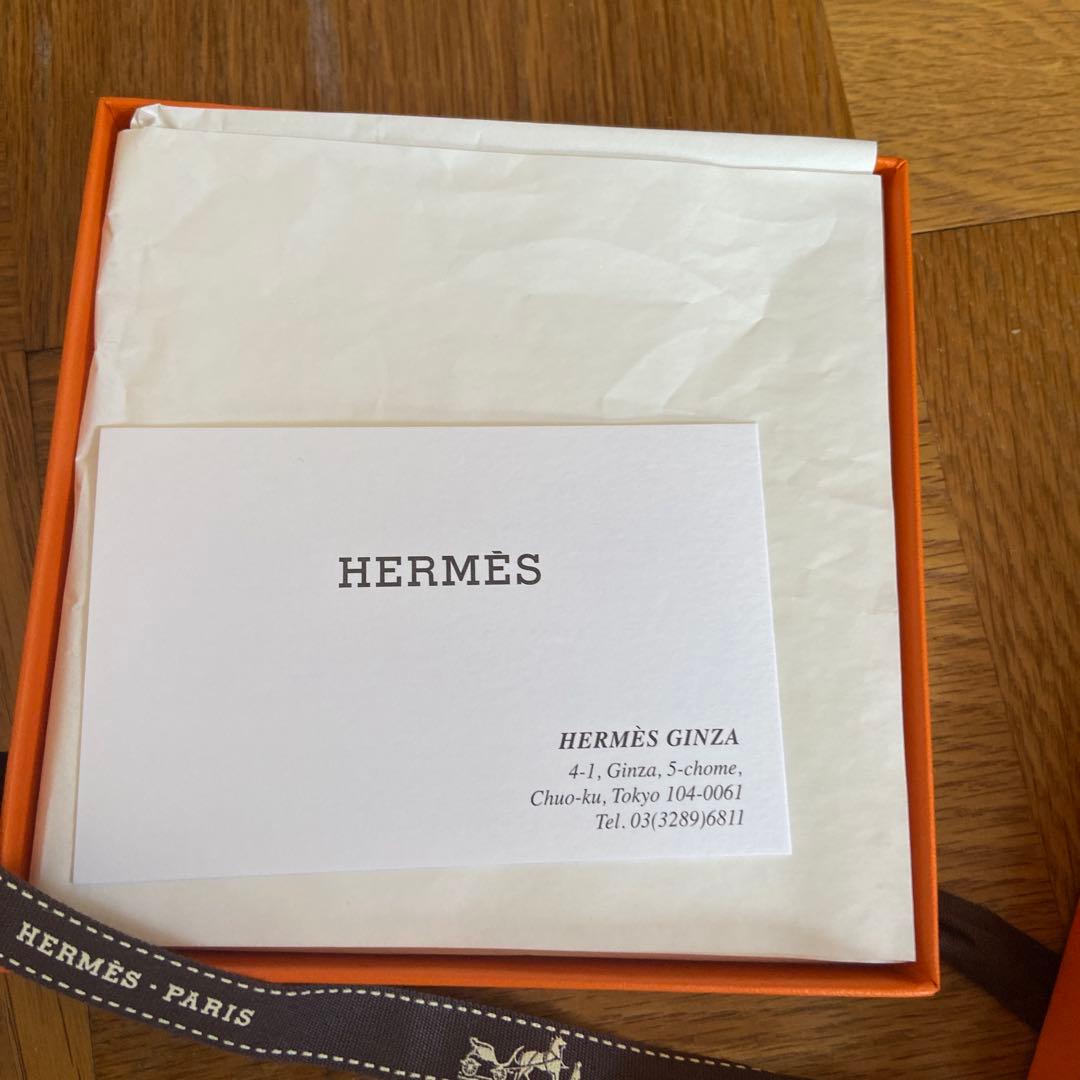 HERMÈS
HERMÈS GINZA
4-1, Ginza, 5-chome,
Chuo-ku, Tokyo 104-0061
Tel. 03(3289)6811
HERMÈS · PARIS